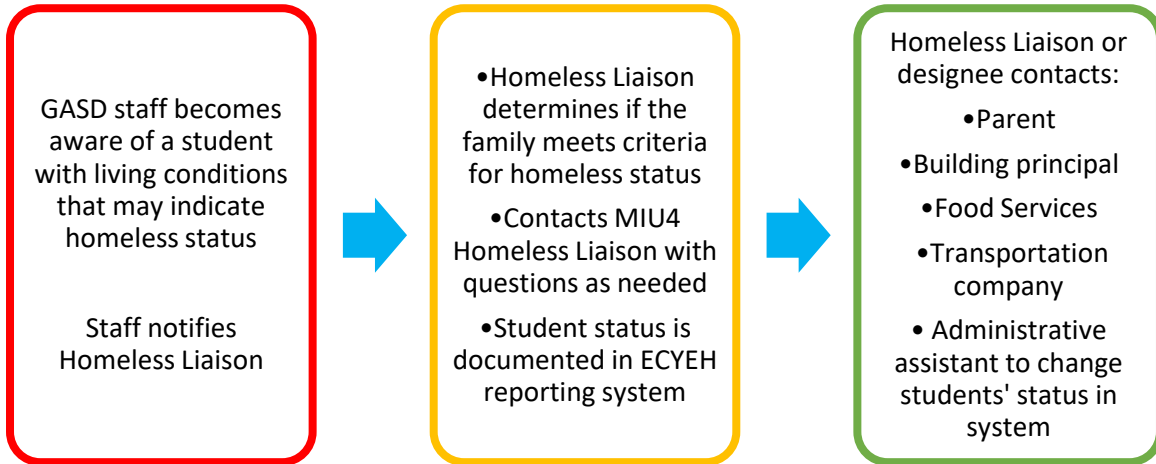 GASD staff becomes
aware of a student
with living conditions
that may indicate
homeless status
Staff notifies
Homeless Liaison
•Homeless Liaison
determines if the
family meets criteria
for homeless status
•Contacts MIU4
Homeless Liaison with
questions as needed
•Student status is
documented in ECYEH
reporting system
Homeless Liaison or
designee contacts:
•Parent
•Building principal
•Food Services
•Transportation
company
• Administrative
assistant to change
students' status in
system